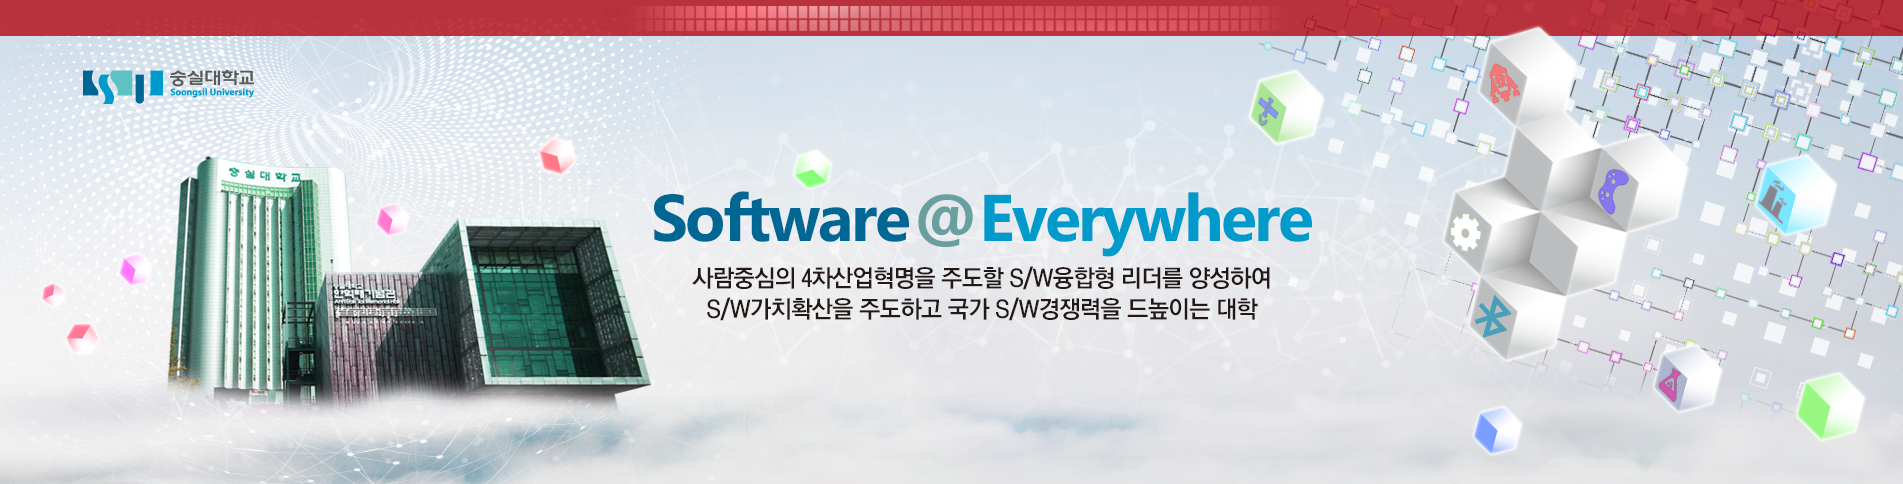 숭실대학교
Soongsil University
숭실대학교
Software @ Everywhere
사람중심의 4차산업혁명을 주도할 S/W융합형 리더를 양성하여
S/W가치확산을 주도하고 국가 S/W경쟁력을 드높이는 대학